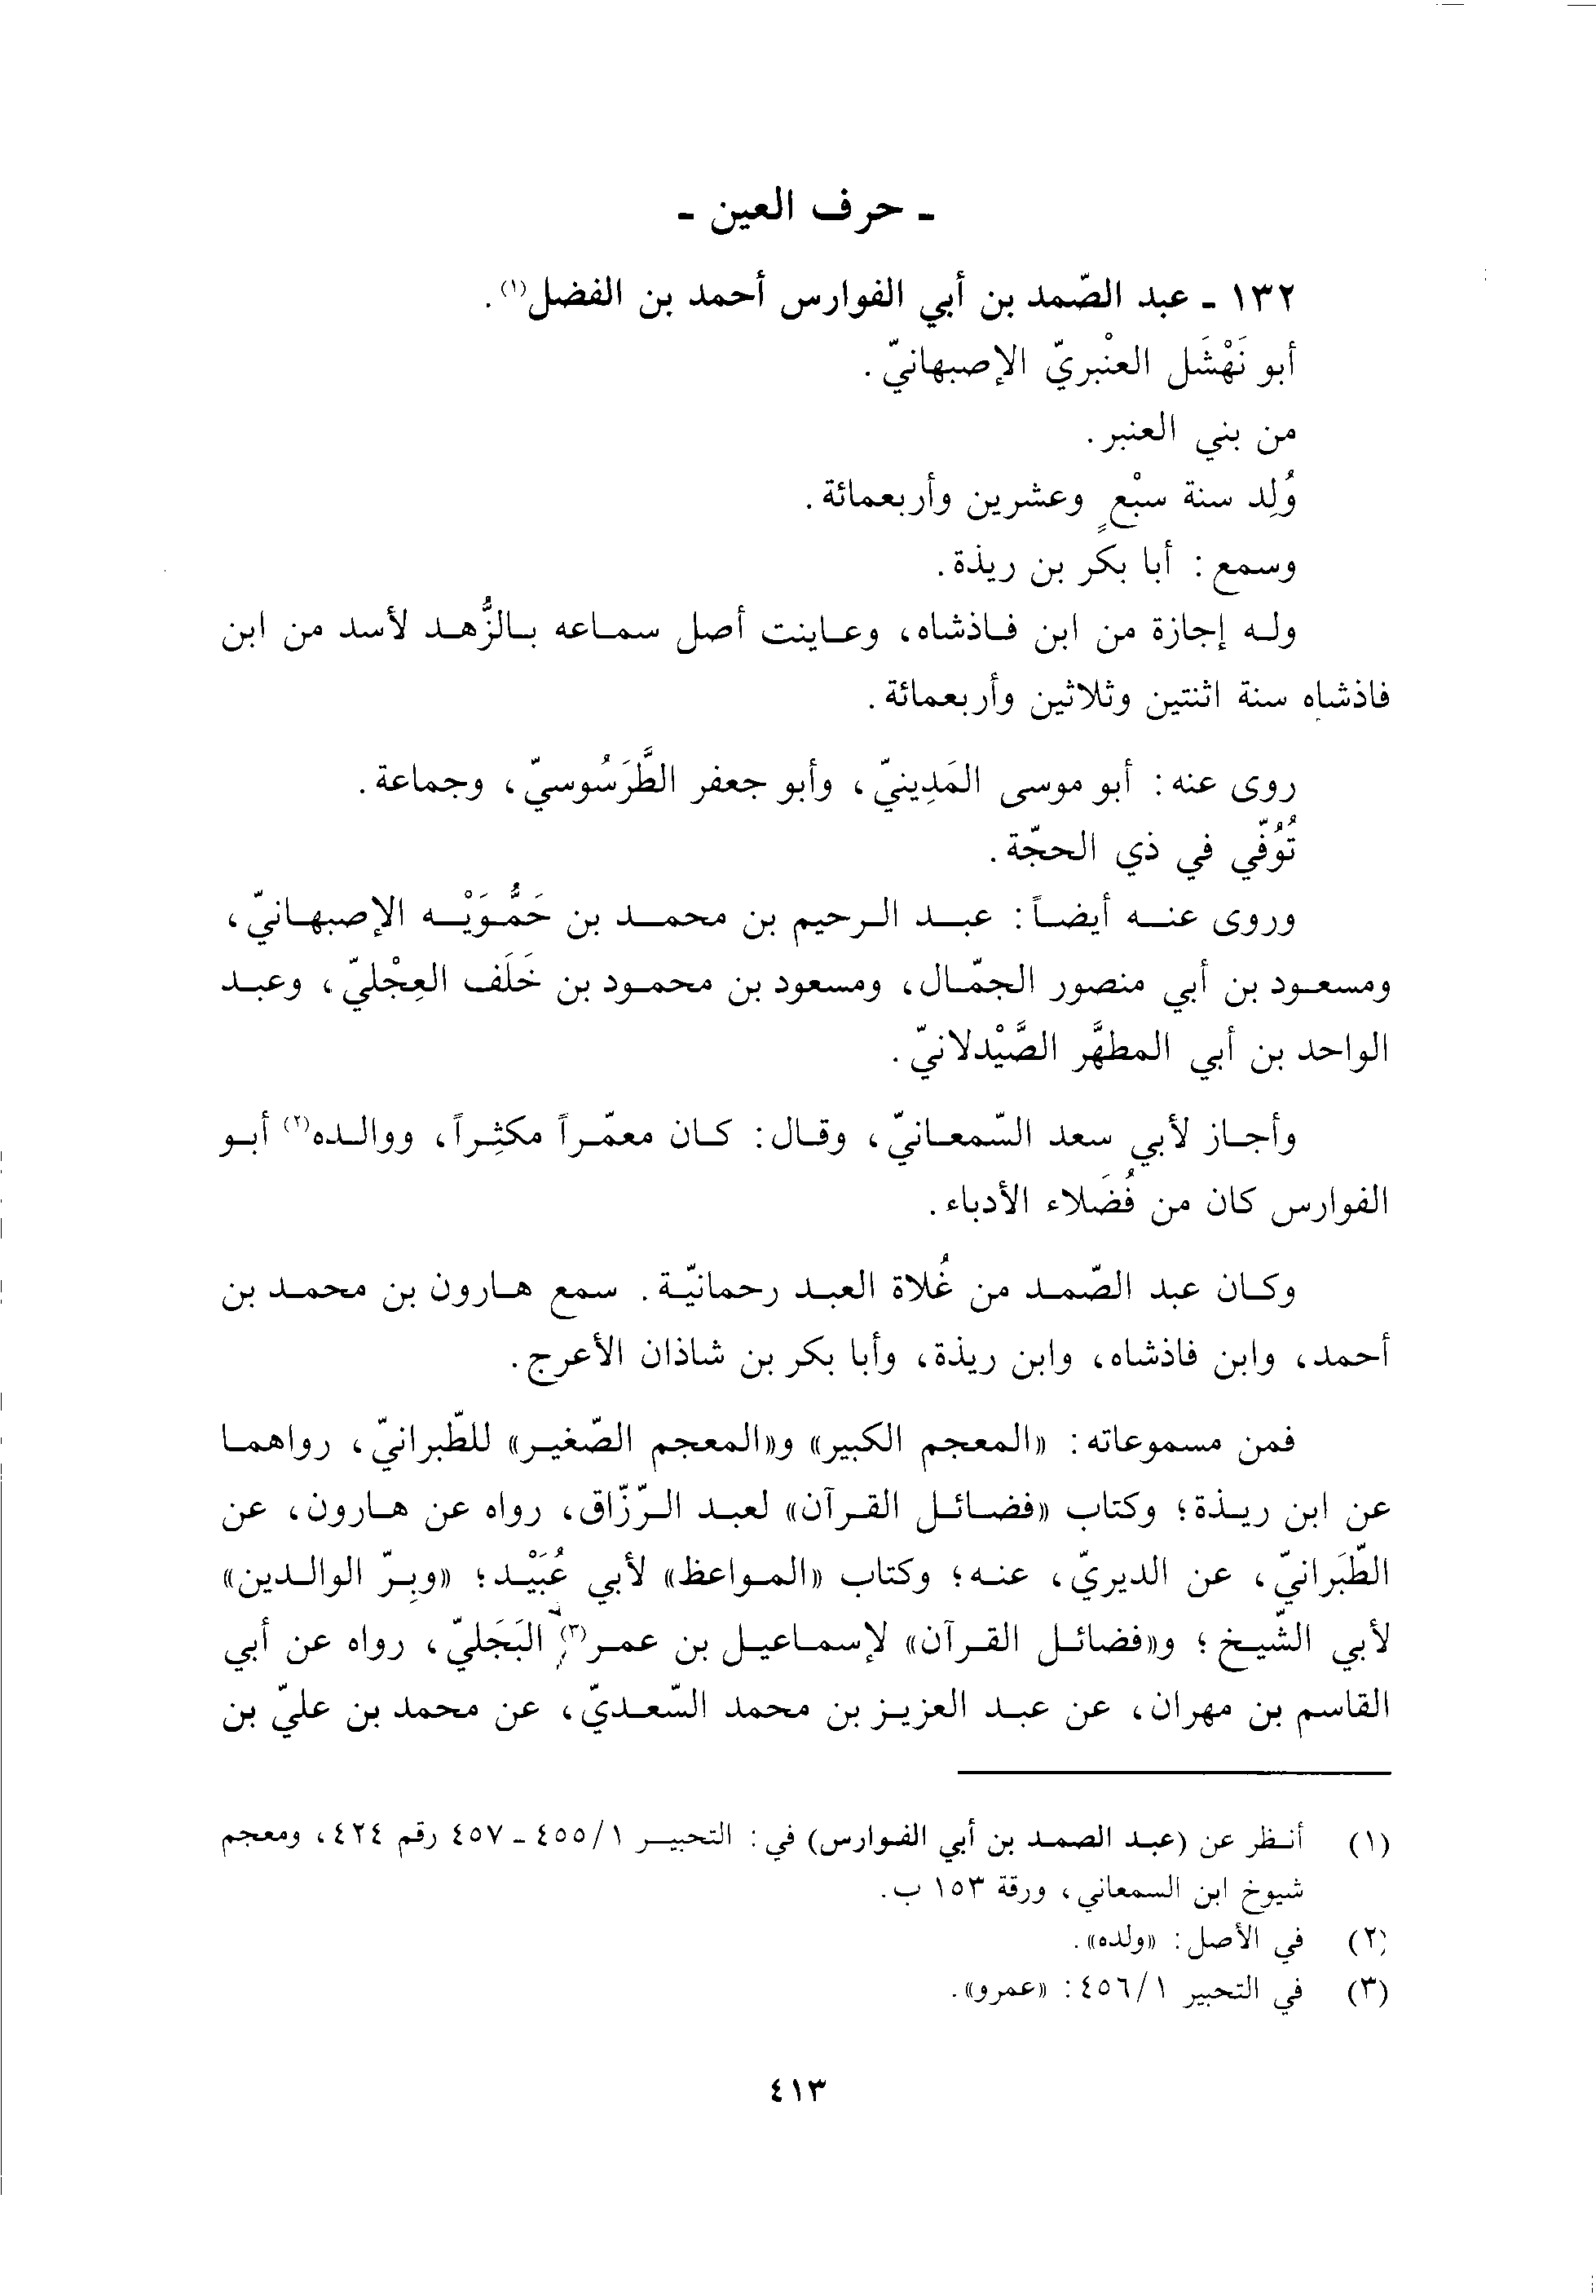 ـ حرف العين ـ
١٣٢ ـ عبد الصّمد بن أبي الفوارس أحمد بن الفضل(١).
أبو نَهْشَل العنْبريّ الإصبهانيّ.
من بني العنبر.
وُلِد سنة سبْعٍ وعشرين وأربعمائة.
وسمع: أبا بكر بن ريذة.
وله إجازة من ابن فاذشاه، وعاينت أصل سماعه بالزُّهد لأسد من ابن
فاذشاه سنة اثنتين وثلاثين وأربعمائة.
روى عنه: أبو موسى المَدِينيّ، وأبو جعفر الطَّرَسُوسيّ، وجماعة.
تُوُفّي في ذي الحجّة.
وروى عنه أيضاً: عبد الرحيم بن محمد بن حَمُّوَيْه الإصبهانيّ،
ومسعود بن أبي منصور الجمّال، ومسعود بن محمود بن خَلَف العِجْليّ، وعبد
الواحد بن أبي المطهَّر الصَّيْدلانيّ.
وأجاز لأبي سعد السّمعانيّ، وقال: كان معمّراً مكثِراً، ووالده(٢) أبو
الفوارس كان من فُضَلاء الأدباء.
وكان عبد الصّمد من غُلاة العبد رحمانيّة. سمع هارون بن محمد بن
أحمد، وابن فاذشاه، وابن ريذة، وأبا بكر بن شاذان الأعرج.
فمن مسموعاته: «المعجم الكبير» و«المعجم الصّغير» للطّبرانيّ، رواهما
عن ابن ريذة؛ وكتاب «فضائل القرآن» لعبد الرّزّاق، رواه عن هارون، عن
الطّبَرانيّ، عن الديريّ، عنه؛ وكتاب «المواعظ» لأبي عُبَيْد؛ «وبِرّ الوالدين»
لأبي الشّيخ؛ و«فضائل القرآن» لإسماعيل بن عمر(٣) البَجَليّ، رواه عن أبي
القاسم بن مهران، عن عبد العزيز بن محمد السّعديّ، عن محمد بن عليّ بن
(١) أنظر عن (عبد الصمد بن أبي الفوارس) في: التحبير ١/ ٤٥٥ ـ ٤٥٧ رقم ٤٢٤، ومعجم
شيوخ ابن السمعاني، ورقة ١٥٣ ب.
(٢) في الأصل: «ولده».
(٣) في التحبير ١/ ٤٥٦: «عمرو».
٤١٣